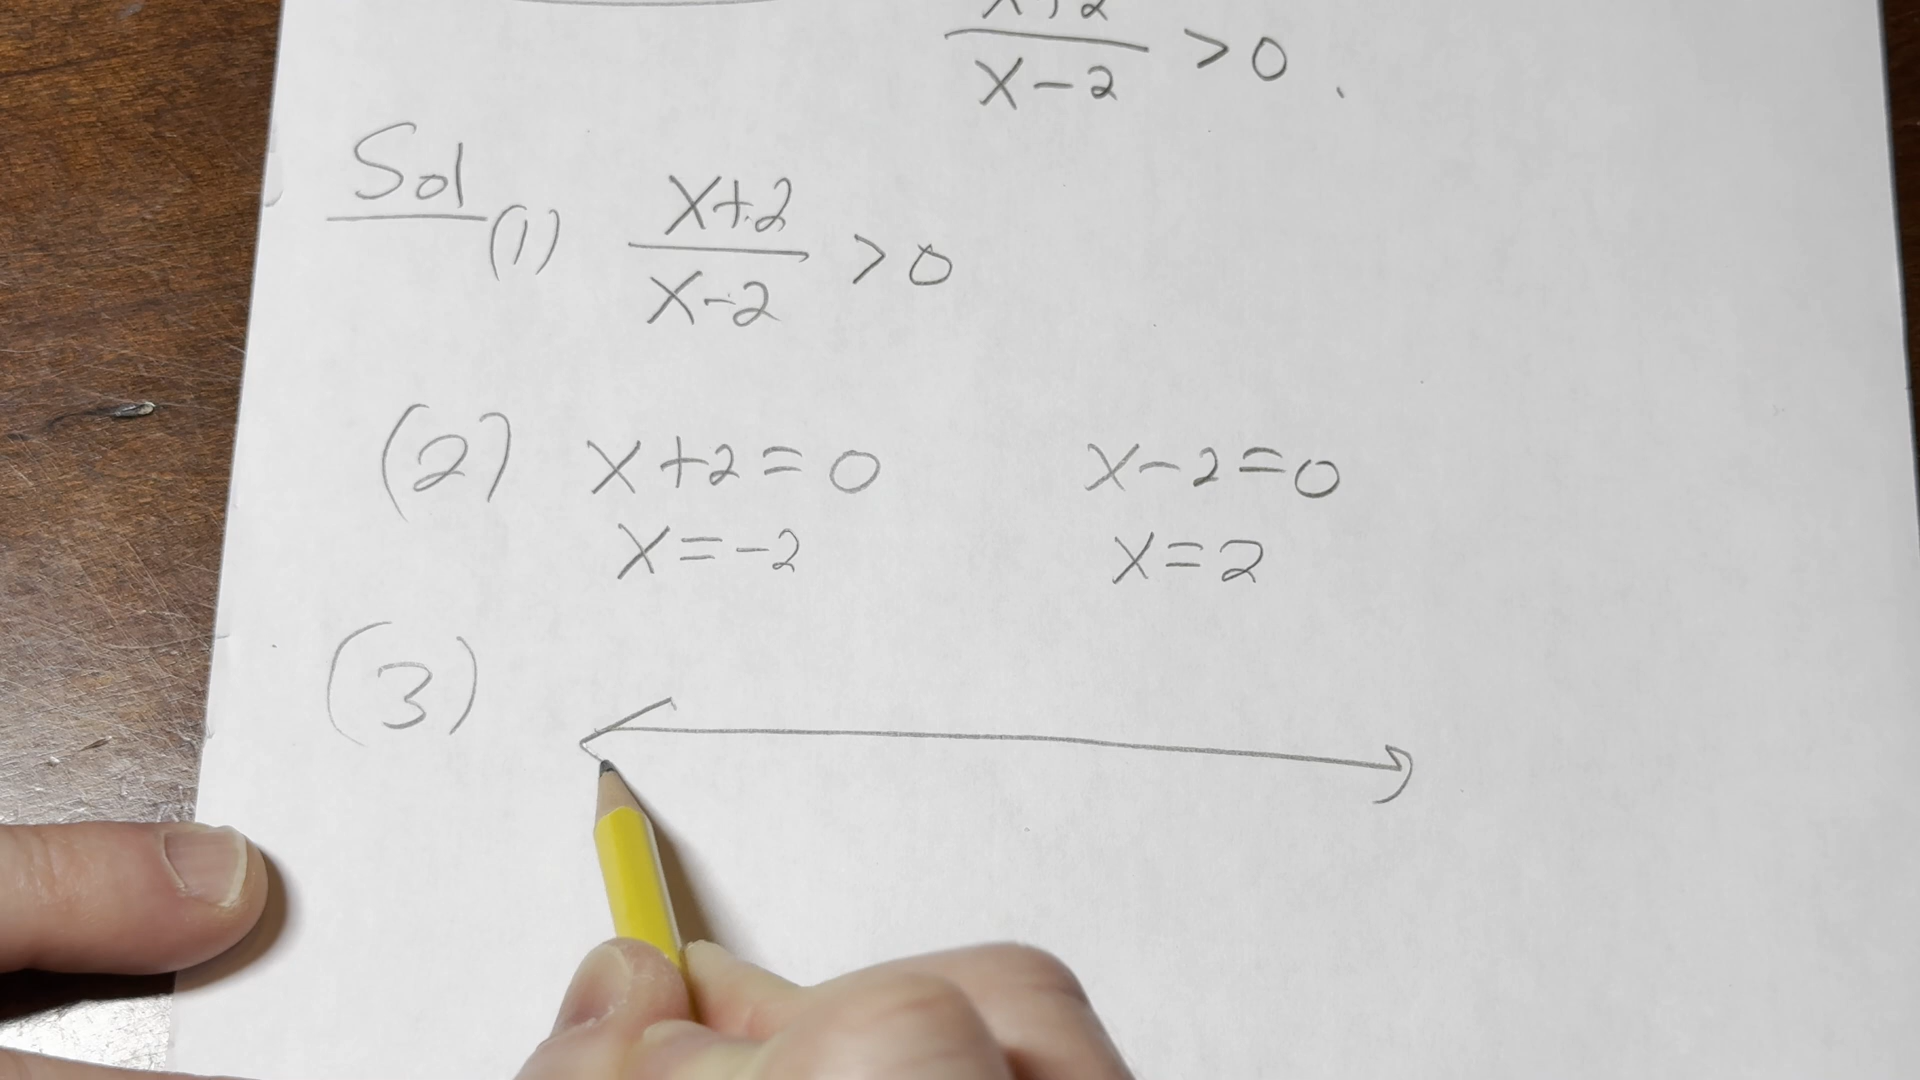 x+2
x-2 > 0.
Sol
(1) x+2
x-2 > 0
(2) x+2=0 x-2=0
x=-2 x=2
(3)